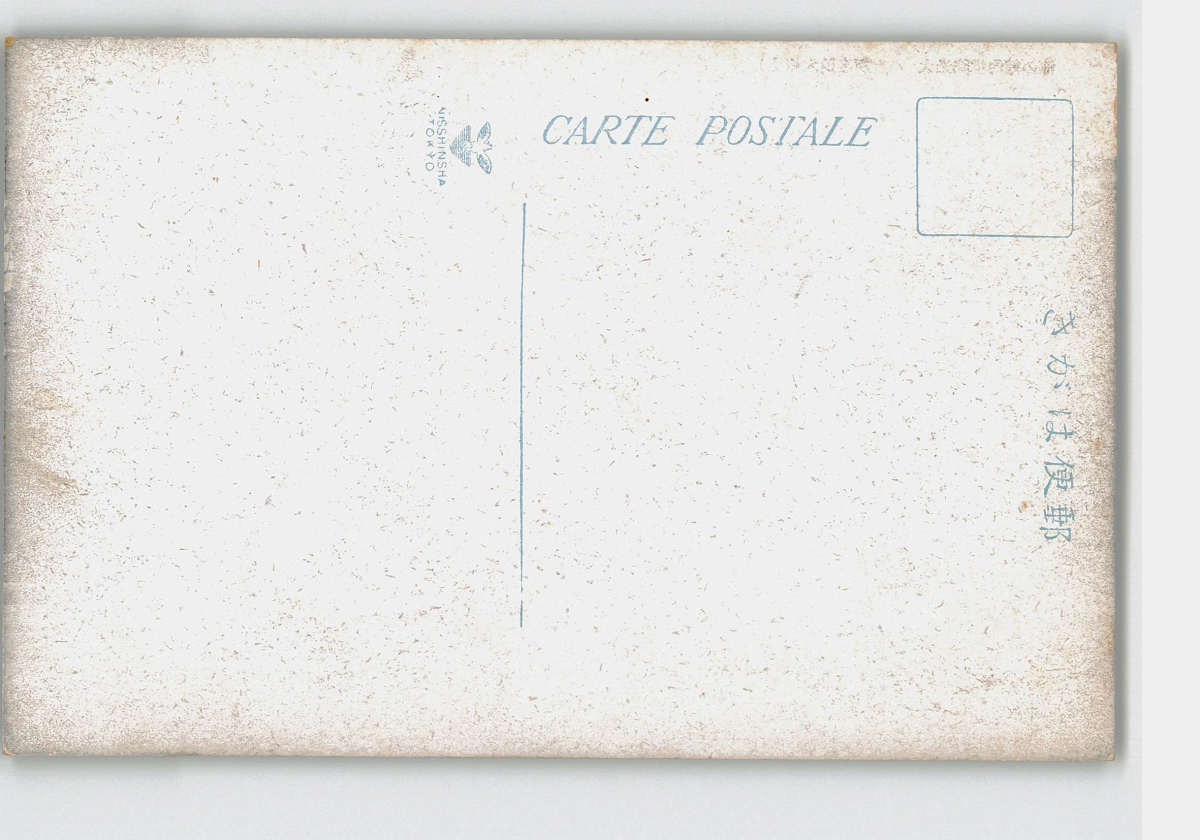 CARTE POSTALE
NISSHINSHA
TOKYO
きがは便郵